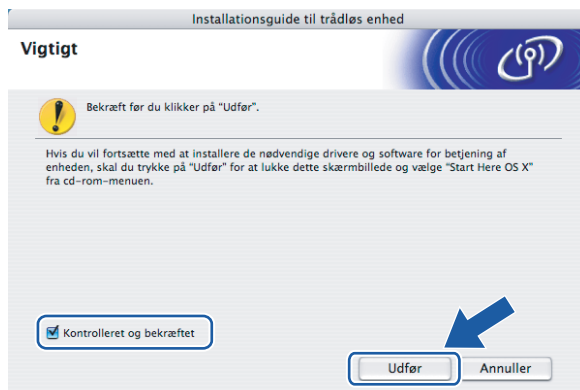 Installationsguide til trådløs enhed
Vigtigt
Bekræft før du klikker på “Udfør”.
Hvis du vil fortsætte med at installere de nødvendige drivere og software for betjening af
enheden, skal du trykke på “Udfør” for at lukke dette skærmbillede og vælge “Start Here OS X”
fra cd-rom-menuen.
Kontrolleret og bekræftet
Udfør
Annuller